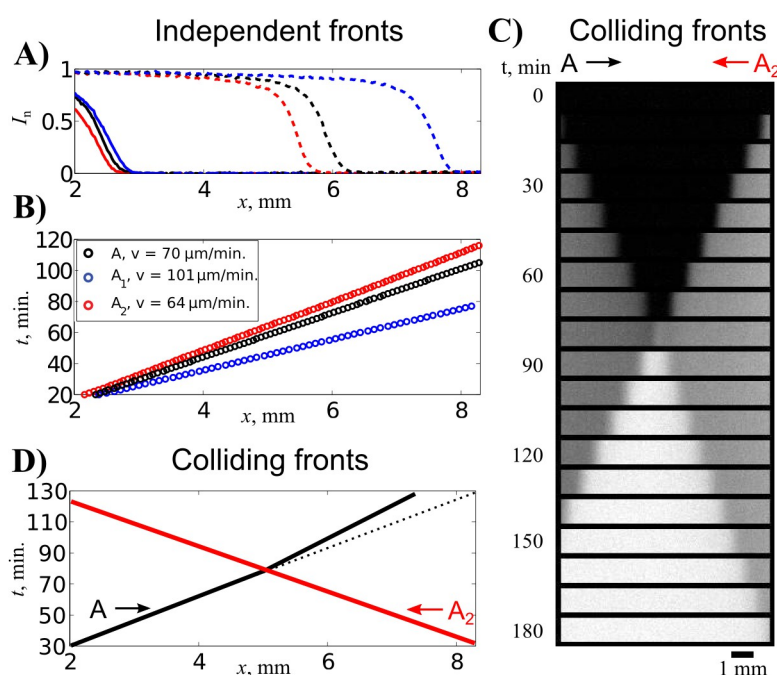 Independent fronts
A)
1
0.5
0
I_n
2
4
6
8
x, mm
B)
120
100
80
60
40
20
t, min.
A, v = 70 μm/min.
A_1, v = 101 μm/min.
A_2, v = 64 μm/min.
2
4
6
8
x, mm
D)
Colliding fronts
130
110
90
70
50
30
t, min.
A
A_2
2
4
6
8
x, mm
C)
Colliding fronts
t, min
A
A_2
0
30
60
90
120
150
180
1 mm